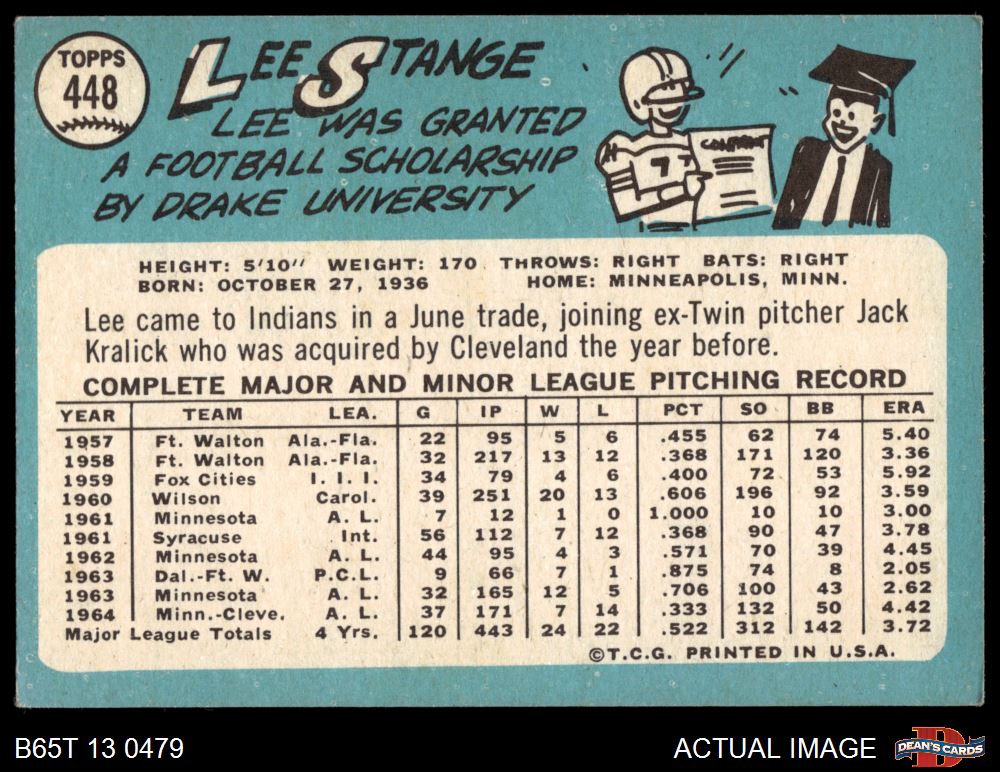 TOPPS
448
LEE STANGE
LEE WAS GRANTED
A FOOTBALL SCHOLARSHIP
BY DRAKE UNIVERSITY
CONTRACT
7
HEIGHT: 5'10" WEIGHT: 170 THROWS: RIGHT BATS: RIGHT
BORN: OCTOBER 27, 1936 HOME: MINNEAPOLIS, MINN.
Lee came to Indians in a June trade, joining ex-Twin pitcher Jack
Kralick who was acquired by Cleveland the year before.
COMPLETE MAJOR AND MINOR LEAGUE PITCHING RECORD
YEAR TEAM LEA. G IP W L PCT SO BB ERA
1957 Ft. Walton Ala.-Fla. 22 95 5 6 .455 62 74 5.40
1958 Ft. Walton Ala.-Fla. 32 217 13 12 .368 171 120 3.36
1959 Fox Cities I. I. I. 34 79 4 6 .400 72 53 5.92
1960 Wilson Carol. 39 251 20 13 .606 196 92 3.59
1961 Minnesota A. L. 7 12 1 0 1.000 10 10 3.00
1961 Syracuse Int. 56 112 7 12 .368 90 47 3.78
1962 Minnesota A. L. 44 95 4 3 .571 70 39 4.45
1963 Dal.-Ft. W. P.C.L. 9 66 7 1 .875 74 8 2.05
1963 Minnesota A. L. 32 165 12 5 .706 100 43 2.62
1964 Minn.-Cleve. A. L. 37 171 7 14 .333 132 50 4.42
Major League Totals 4 Yrs. 120 443 24 22 .522 312 142 3.72
©T.C.G. PRINTED IN U.S.A.
B65T 13 0479 ACTUAL IMAGE
D
DEAN'S CARDS